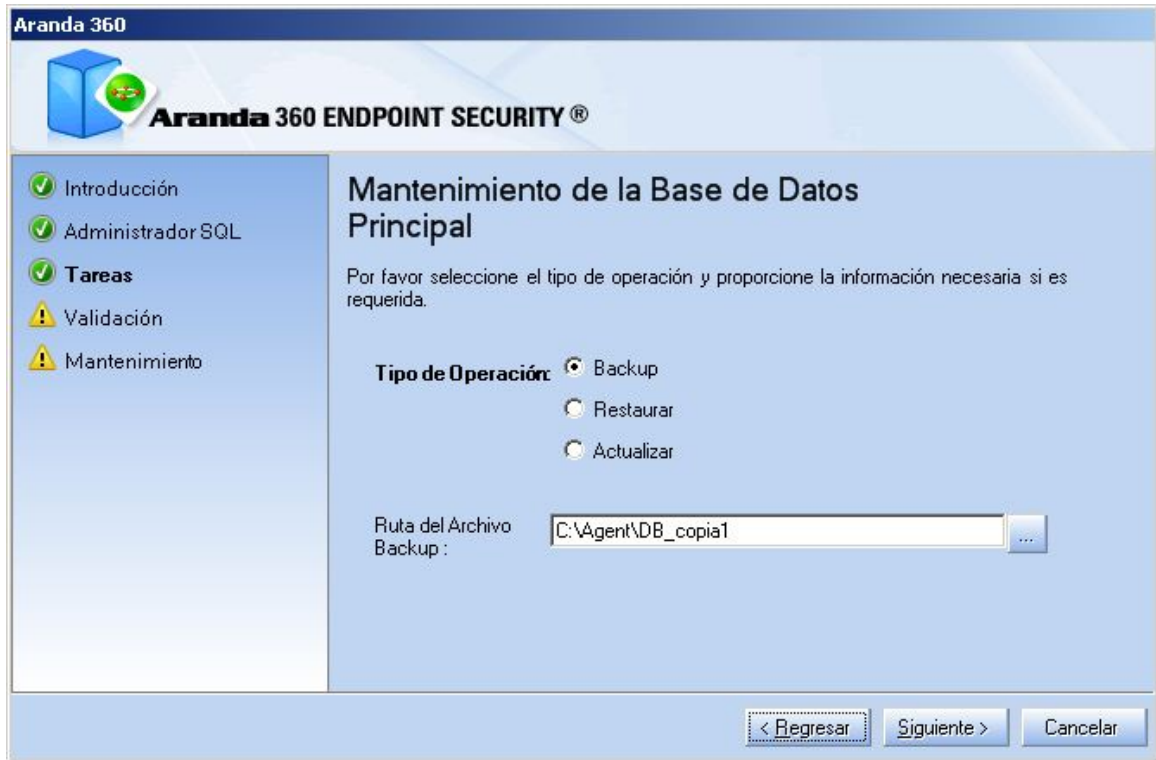 Aranda 360
Aranda 360 ENDPOINT SECURITY ®
Introducción
Administrador SQL
Tareas
Validación
Mantenimiento
Mantenimiento de la Base de Datos
Principal
Por favor seleccione el tipo de operación y proporcione la información necesaria si es
requerida.
Tipo de Operación:
Backup
Restaurar
Actualizar
Ruta del Archivo
Backup :
C:\Agent\DB_copia1
...
< Regresar
Siguiente >
Cancelar